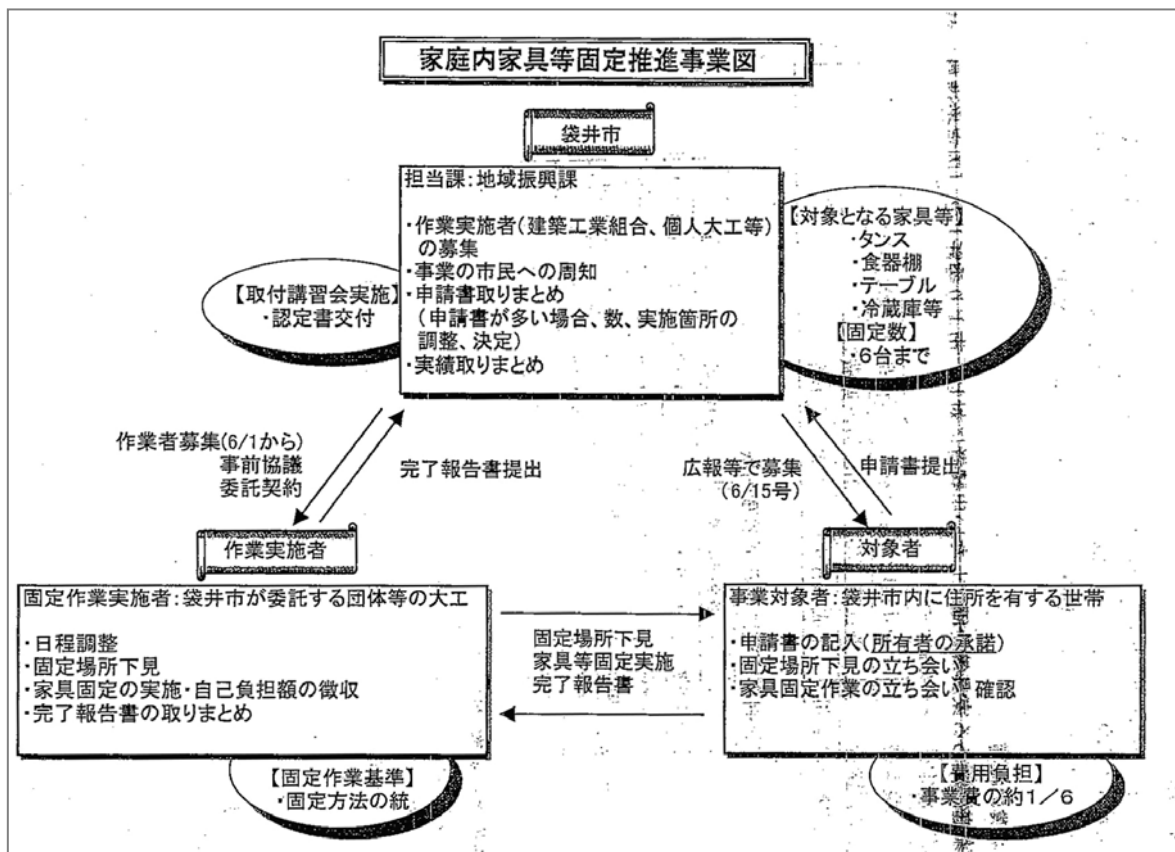 家庭内家具等固定推進事業図
袋井市
担当課:地域振興課
・作業実施者(建築工業組合、個人大工等)
の募集
・事業の市民への周知
・申請書取りまとめ
(申請書が多い場合、数、実施箇所の
調整、決定)
・実績取りまとめ
【取付講習会実施】
・認定書交付
【対象となる家具等】
・タンス
・食器棚
・テーブル
・冷蔵庫等
【固定数】
・6台まで
作業者募集(6/1から)
事前協議
委託契約
完了報告書提出
広報等で募集
(6/15号)
申請書提出
作業実施者
固定作業実施者:袋井市が委託する団体等の大工
・日程調整
・固定場所下見
・家具固定の実施・自己負担額の徴収
・完了報告書の取りまとめ
【固定作業基準】
・固定方法の統
固定場所下見
家具等固定実施
完了報告書
対象者
事業対象者:袋井市内に住所を有する世帯
・申請書の記入(所有者の承諾)
・固定場所下見の立ち会い
・家具固定作業の立ち会い 確認
【費用負担】
・事業費の約1/6